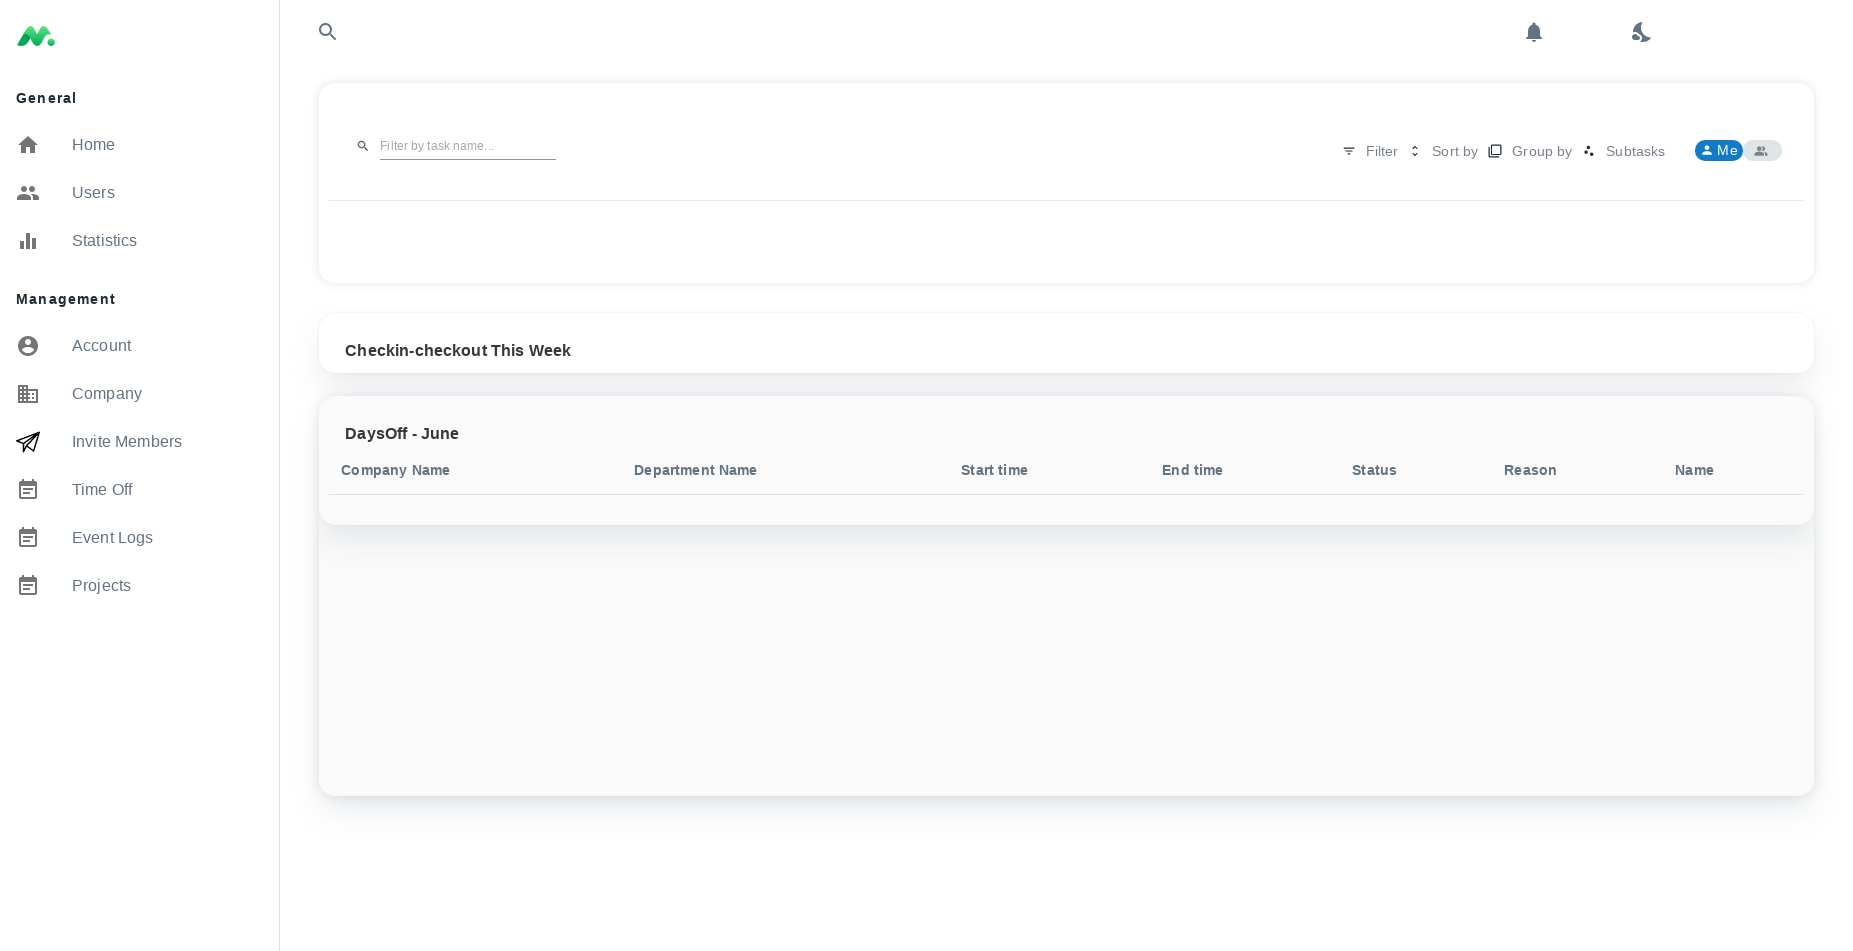 General
Home
Users
Statistics
Management
Account
Company
Invite Members
Time Off
Event Logs
Projects
Filter by task name...
Filter Sort by Group by Subtasks Me
Checkin-checkout This Week
DaysOff - June
Company Name Department Name Start time End time Status Reason Name